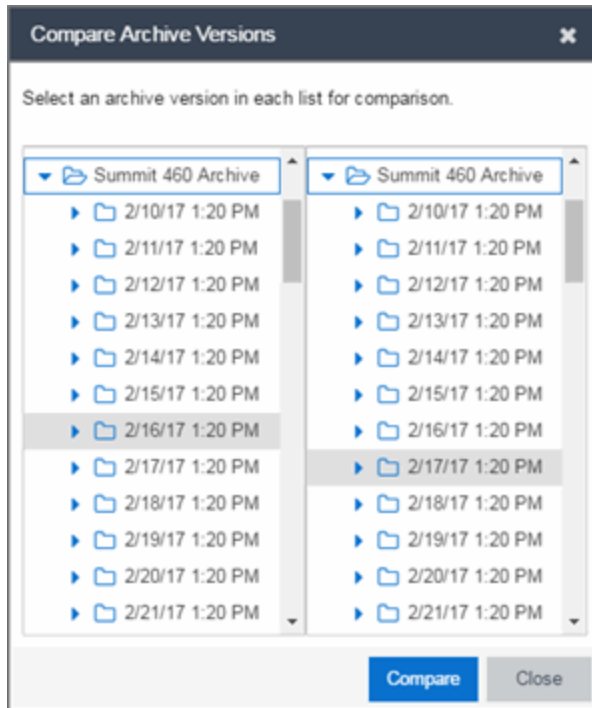 Compare Archive Versions
Select an archive version in each list for comparison.
Summit 460 Archive
2/10/17 1:20 PM
2/11/17 1:20 PM
2/12/17 1:20 PM
2/13/17 1:20 PM
2/14/17 1:20 PM
2/15/17 1:20 PM
2/16/17 1:20 PM
2/17/17 1:20 PM
2/18/17 1:20 PM
2/19/17 1:20 PM
2/20/17 1:20 PM
2/21/17 1:20 PM
Summit 460 Archive
2/10/17 1:20 PM
2/11/17 1:20 PM
2/12/17 1:20 PM
2/13/17 1:20 PM
2/14/17 1:20 PM
2/15/17 1:20 PM
2/16/17 1:20 PM
2/17/17 1:20 PM
2/18/17 1:20 PM
2/19/17 1:20 PM
2/20/17 1:20 PM
2/21/17 1:20 PM
Compare
Close